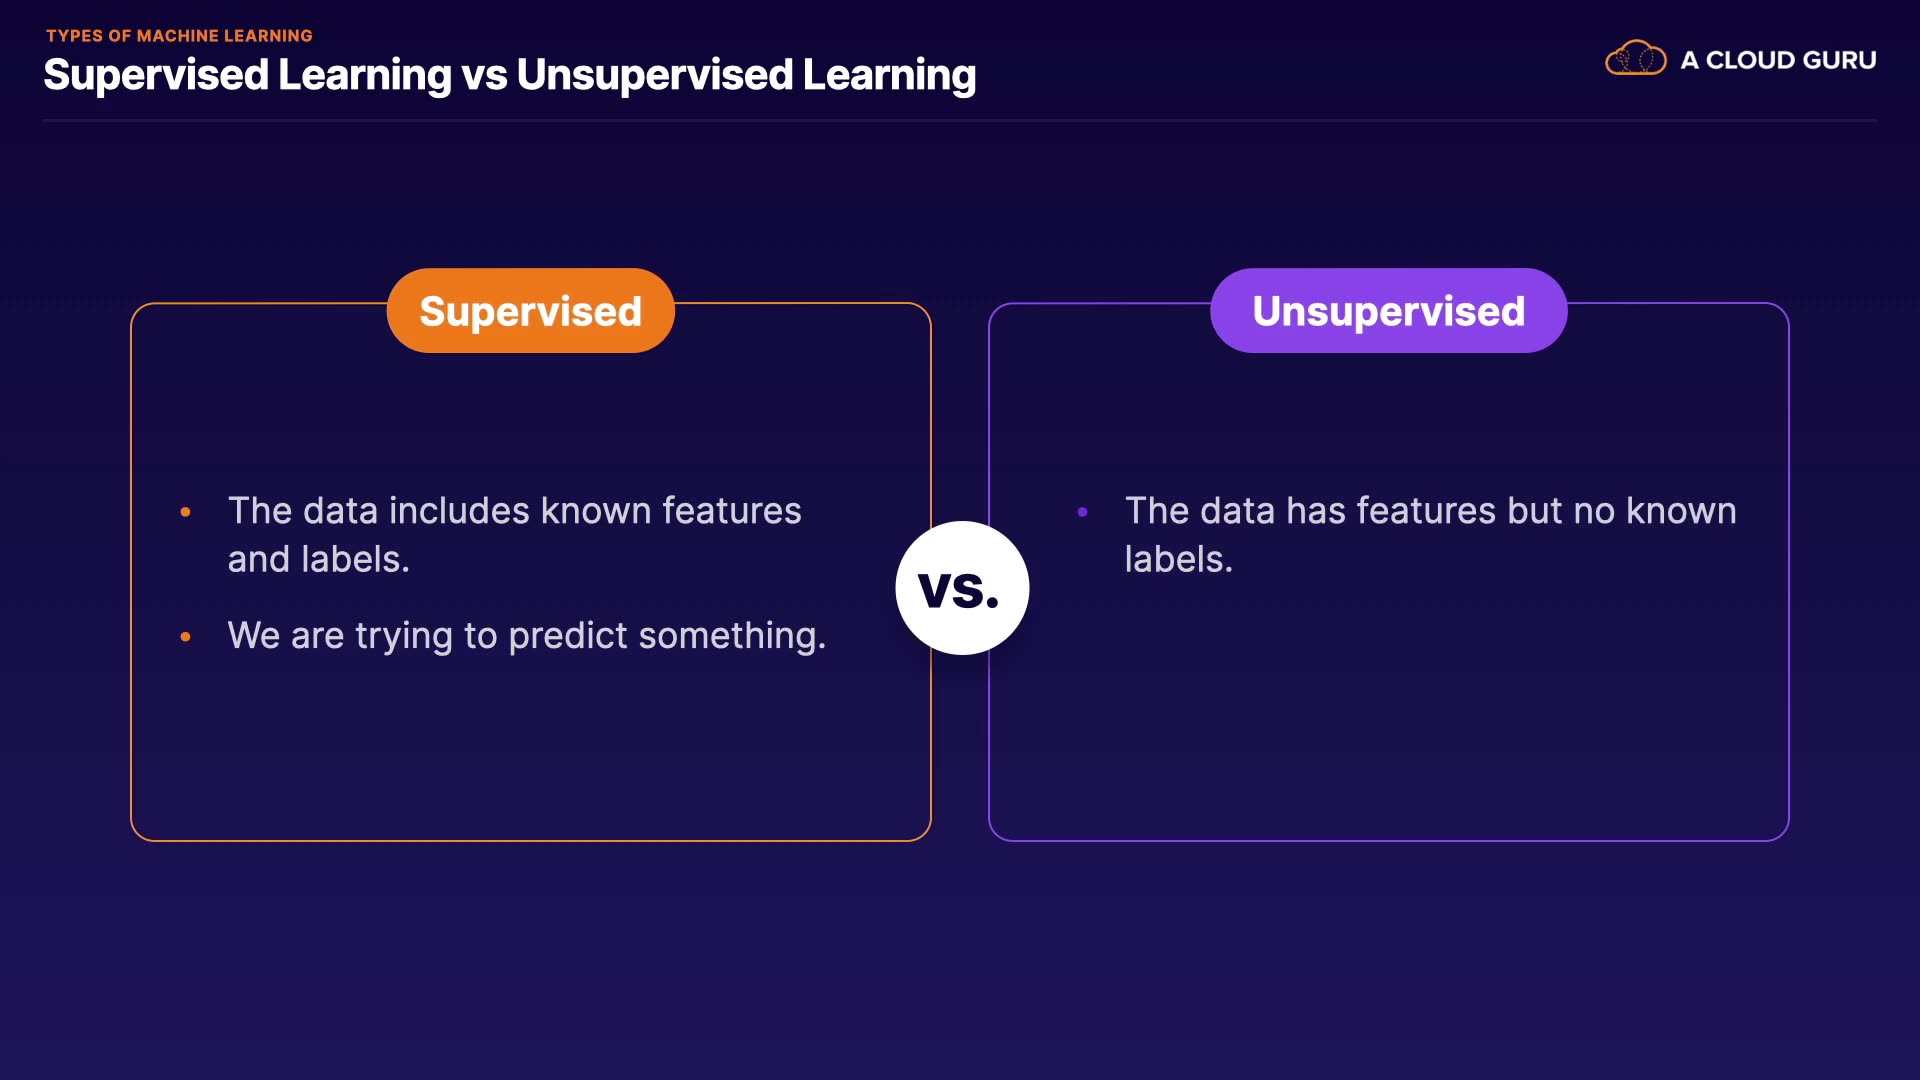 TYPES OF MACHINE LEARNING
Supervised Learning vs Unsupervised Learning
A CLOUD GURU
Supervised
The data includes known features
and labels.
We are trying to predict something.
vs.
Unsupervised
The data has features but no known
labels.